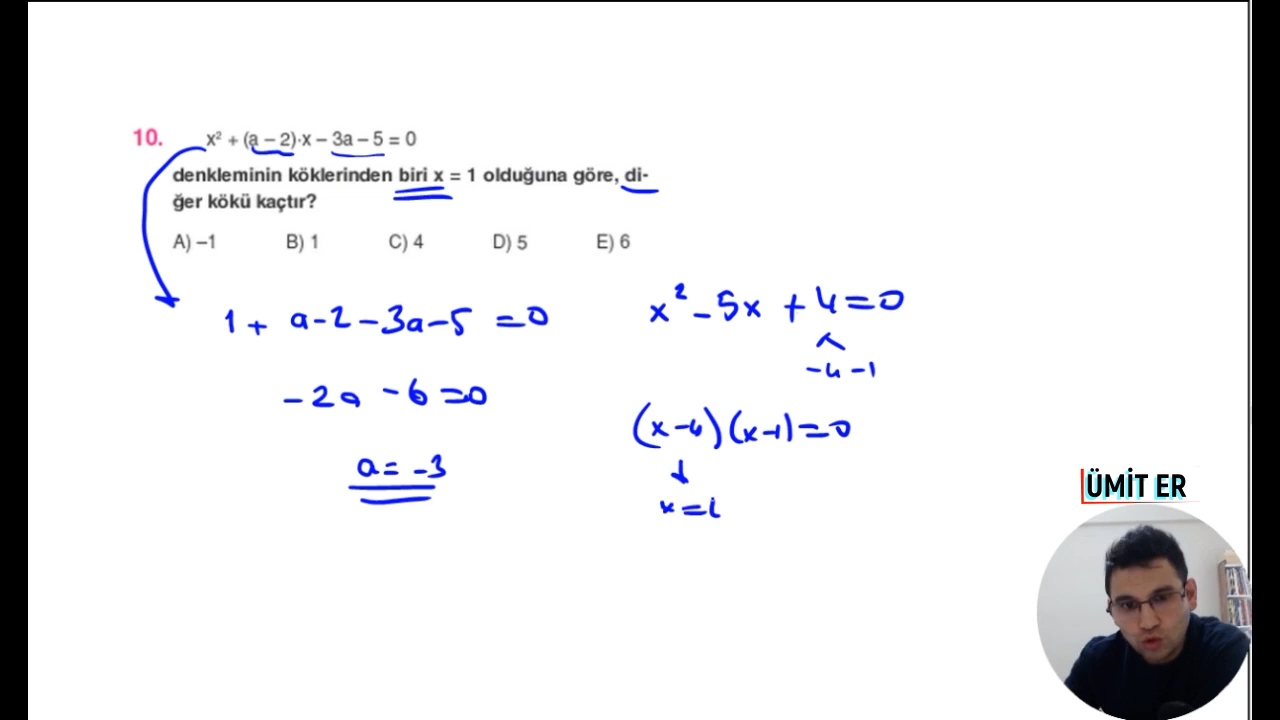 10. x² + (a – 2)·x – 3a – 5 = 0
denkleminin köklerinden biri x = 1 olduğuna göre, di-
ğer kökü kaçtır?
A) –1 B) 1 C) 4 D) 5 E) 6
1 + a - 2 - 3a - 5 = 0
- 2a - 6 = 0
a = -3
x² - 5x + 4 = 0
-4 -1
(x - 4)(x - 1) = 0
ÜMİT ER